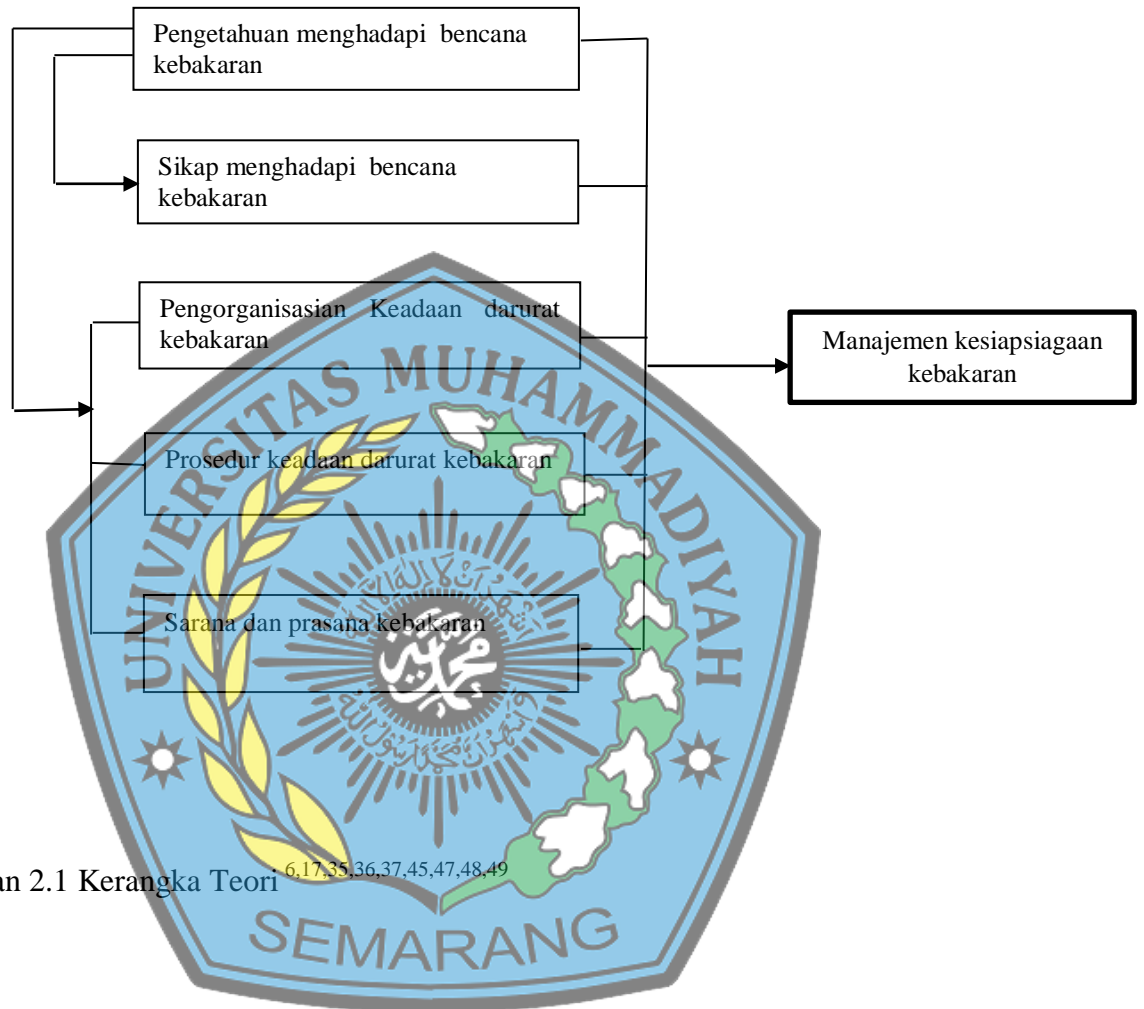 Pengetahuan menghadapi bencana
kebakaran
Sikap menghadapi bencana
kebakaran
Pengorganisasian Keadaan darurat
kebakaran
Manajemen kesiapsiagaan
kebakaran
Prosedur keadaan darurat kebakaran
Sarana dan prasana kebakaran
an 2.1 Kerangka Teori 6,17,35,36,37,45,47,48,49
UNIVERSITAS MUHAMMADIYAH
SEMARANG